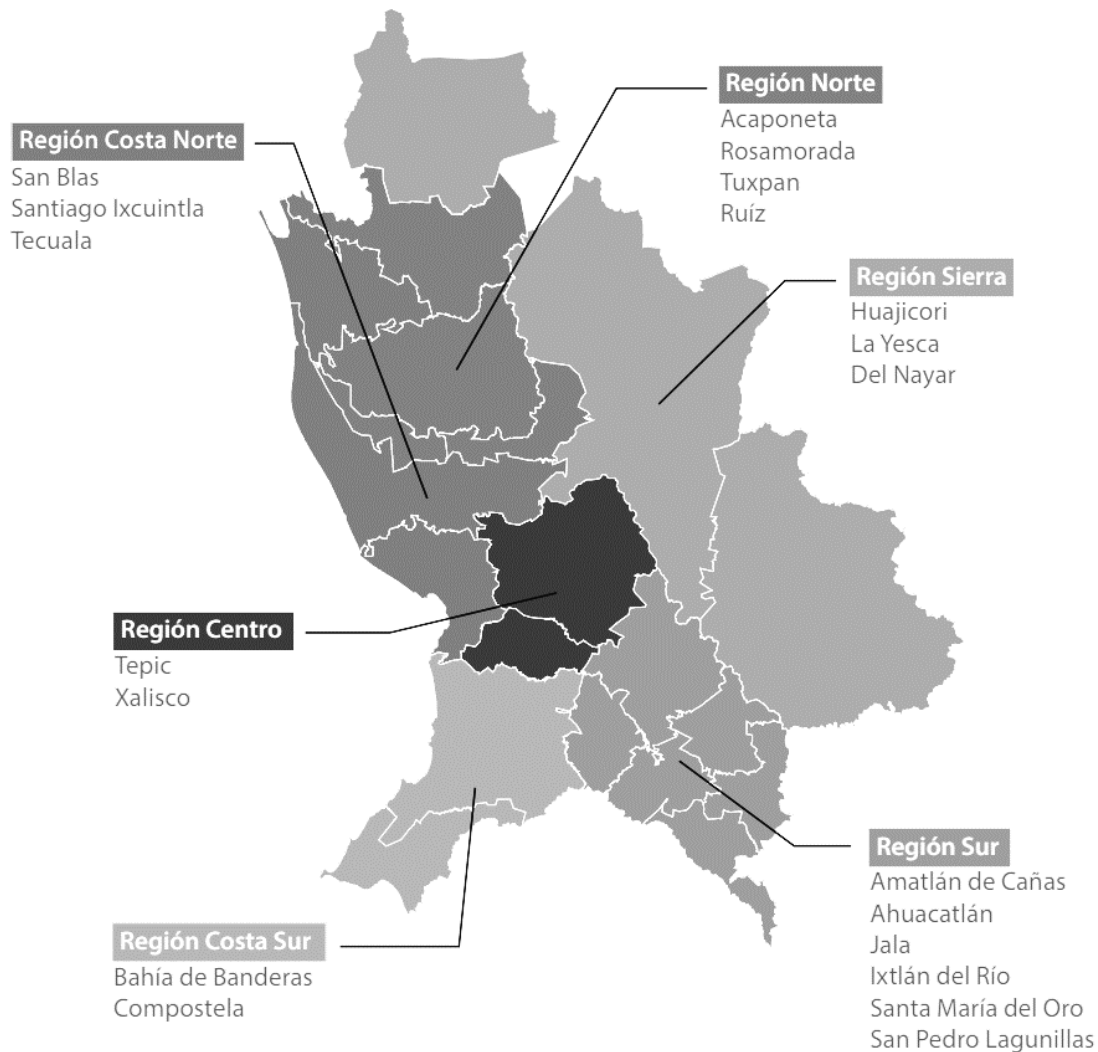 Región Norte
Acaponeta
Rosamorada
Tuxpan
Ruíz
Región Costa Norte
San Blas
Santiago Ixcuintla
Tecuala
Región Sierra
Huajicori
La Yesca
Del Nayar
Región Centro
Tepic
Xalisco
Región Sur
Amatlán de Cañas
Ahuacatlán
Jala
Ixtlán del Río
Santa María del Oro
San Pedro Lagunillas
Región Costa Sur
Bahía de Banderas
Compostela